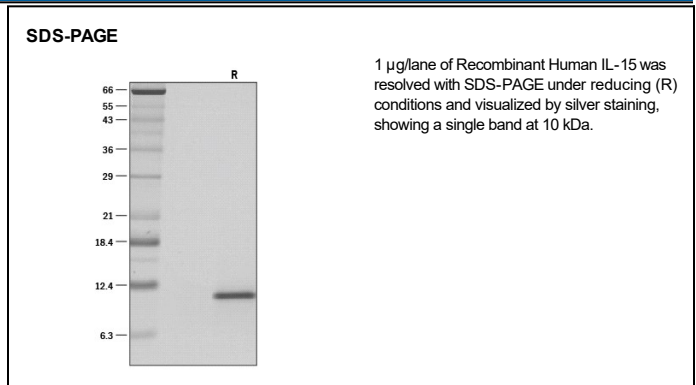 SDS-PAGE
1 µg/lane of Recombinant Human IL-15 was
resolved with SDS-PAGE under reducing (R)
conditions and visualized by silver staining,
showing a single band at 10 kDa.
R
66
55
43
36
29
21
18.4
12.4
6.3